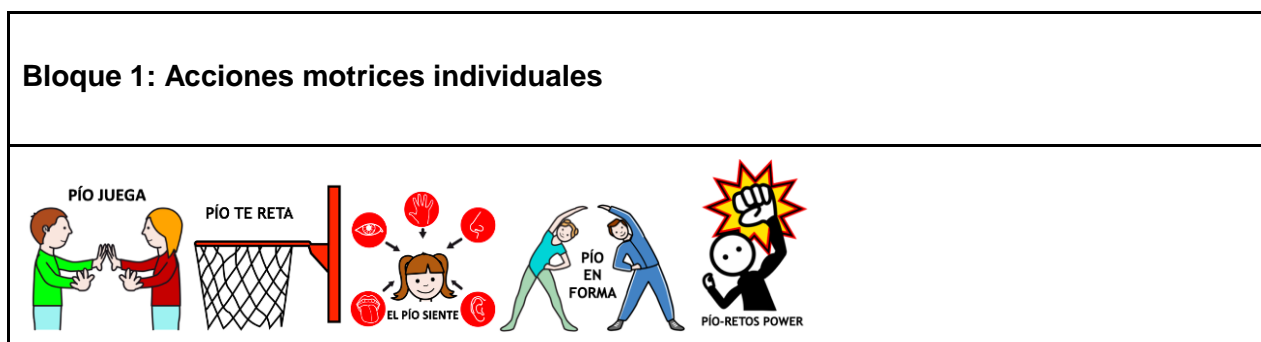 Bloque 1: Acciones motrices individuales
PÍO JUEGA
PÍO TE RETA
EL PÍO SIENTE
PÍO
EN
FORMA
PÍO-RETOS POWER